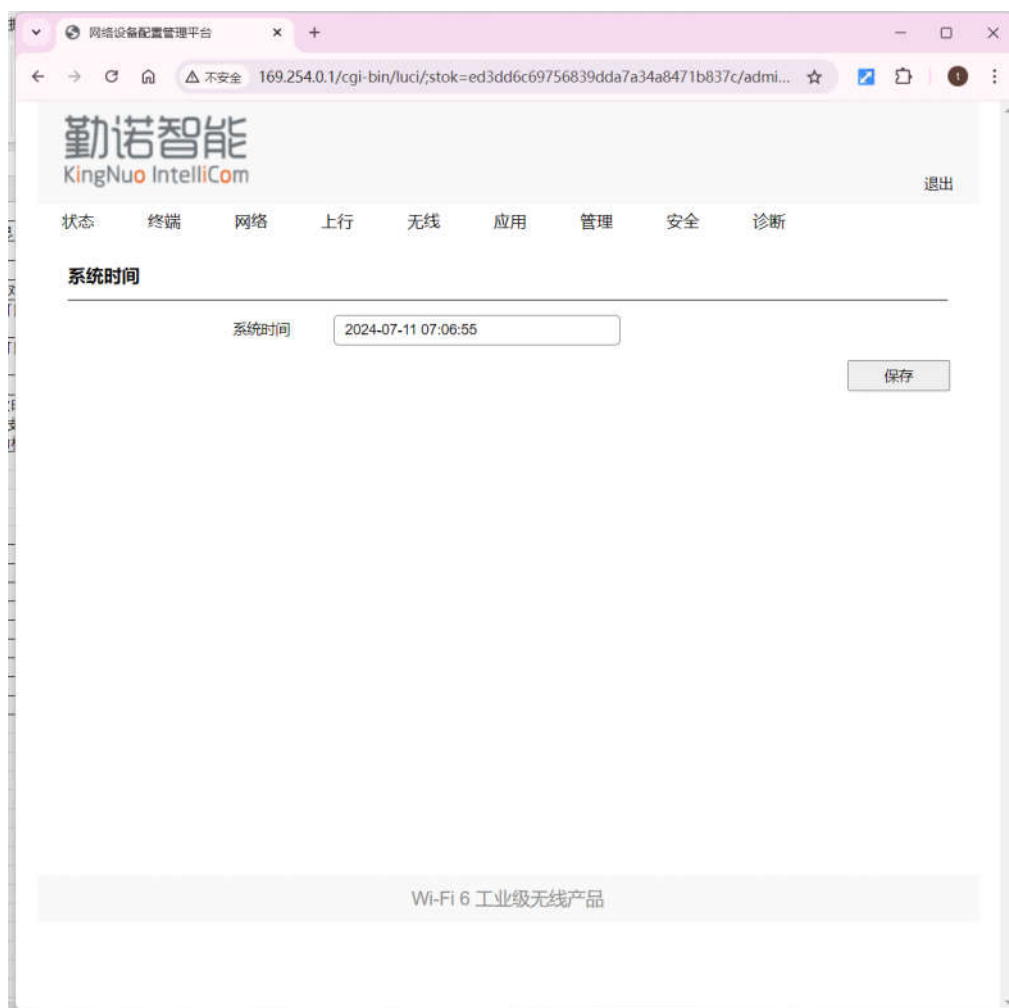 网络设备配置管理平台
不安全 169.254.0.1/cgi-bin/luci/;stok=ed3dd6c69756839dda7a34a8471b837c/admi...
勤诺智能
KingNuo IntelliCom
退出
状态 终端 网络 上行 无线 应用 管理 安全 诊断
系统时间
系统时间 2024-07-11 07:06:55
保存
Wi-Fi 6 工业级无线产品